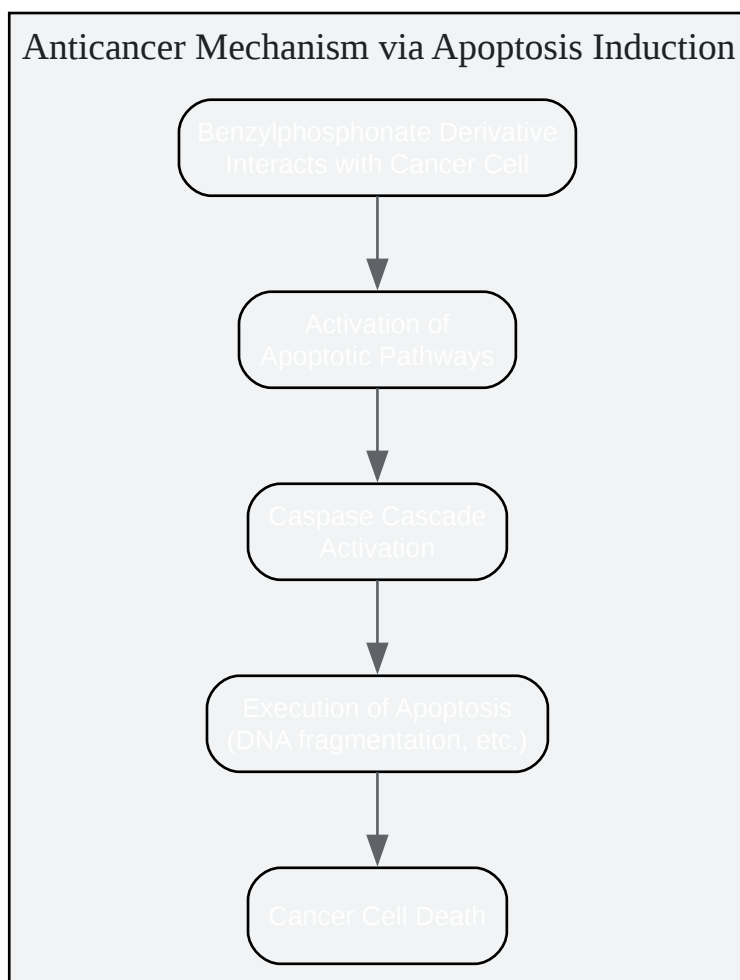 Anticancer Mechanism via Apoptosis Induction
Benzylphosphonate Derivative
Interacts with Cancer Cell
Activation of
Apoptotic Pathways
Caspase Cascade
Activation
Execution of Apoptosis
(DNA fragmentation, etc.)
Cancer Cell Death